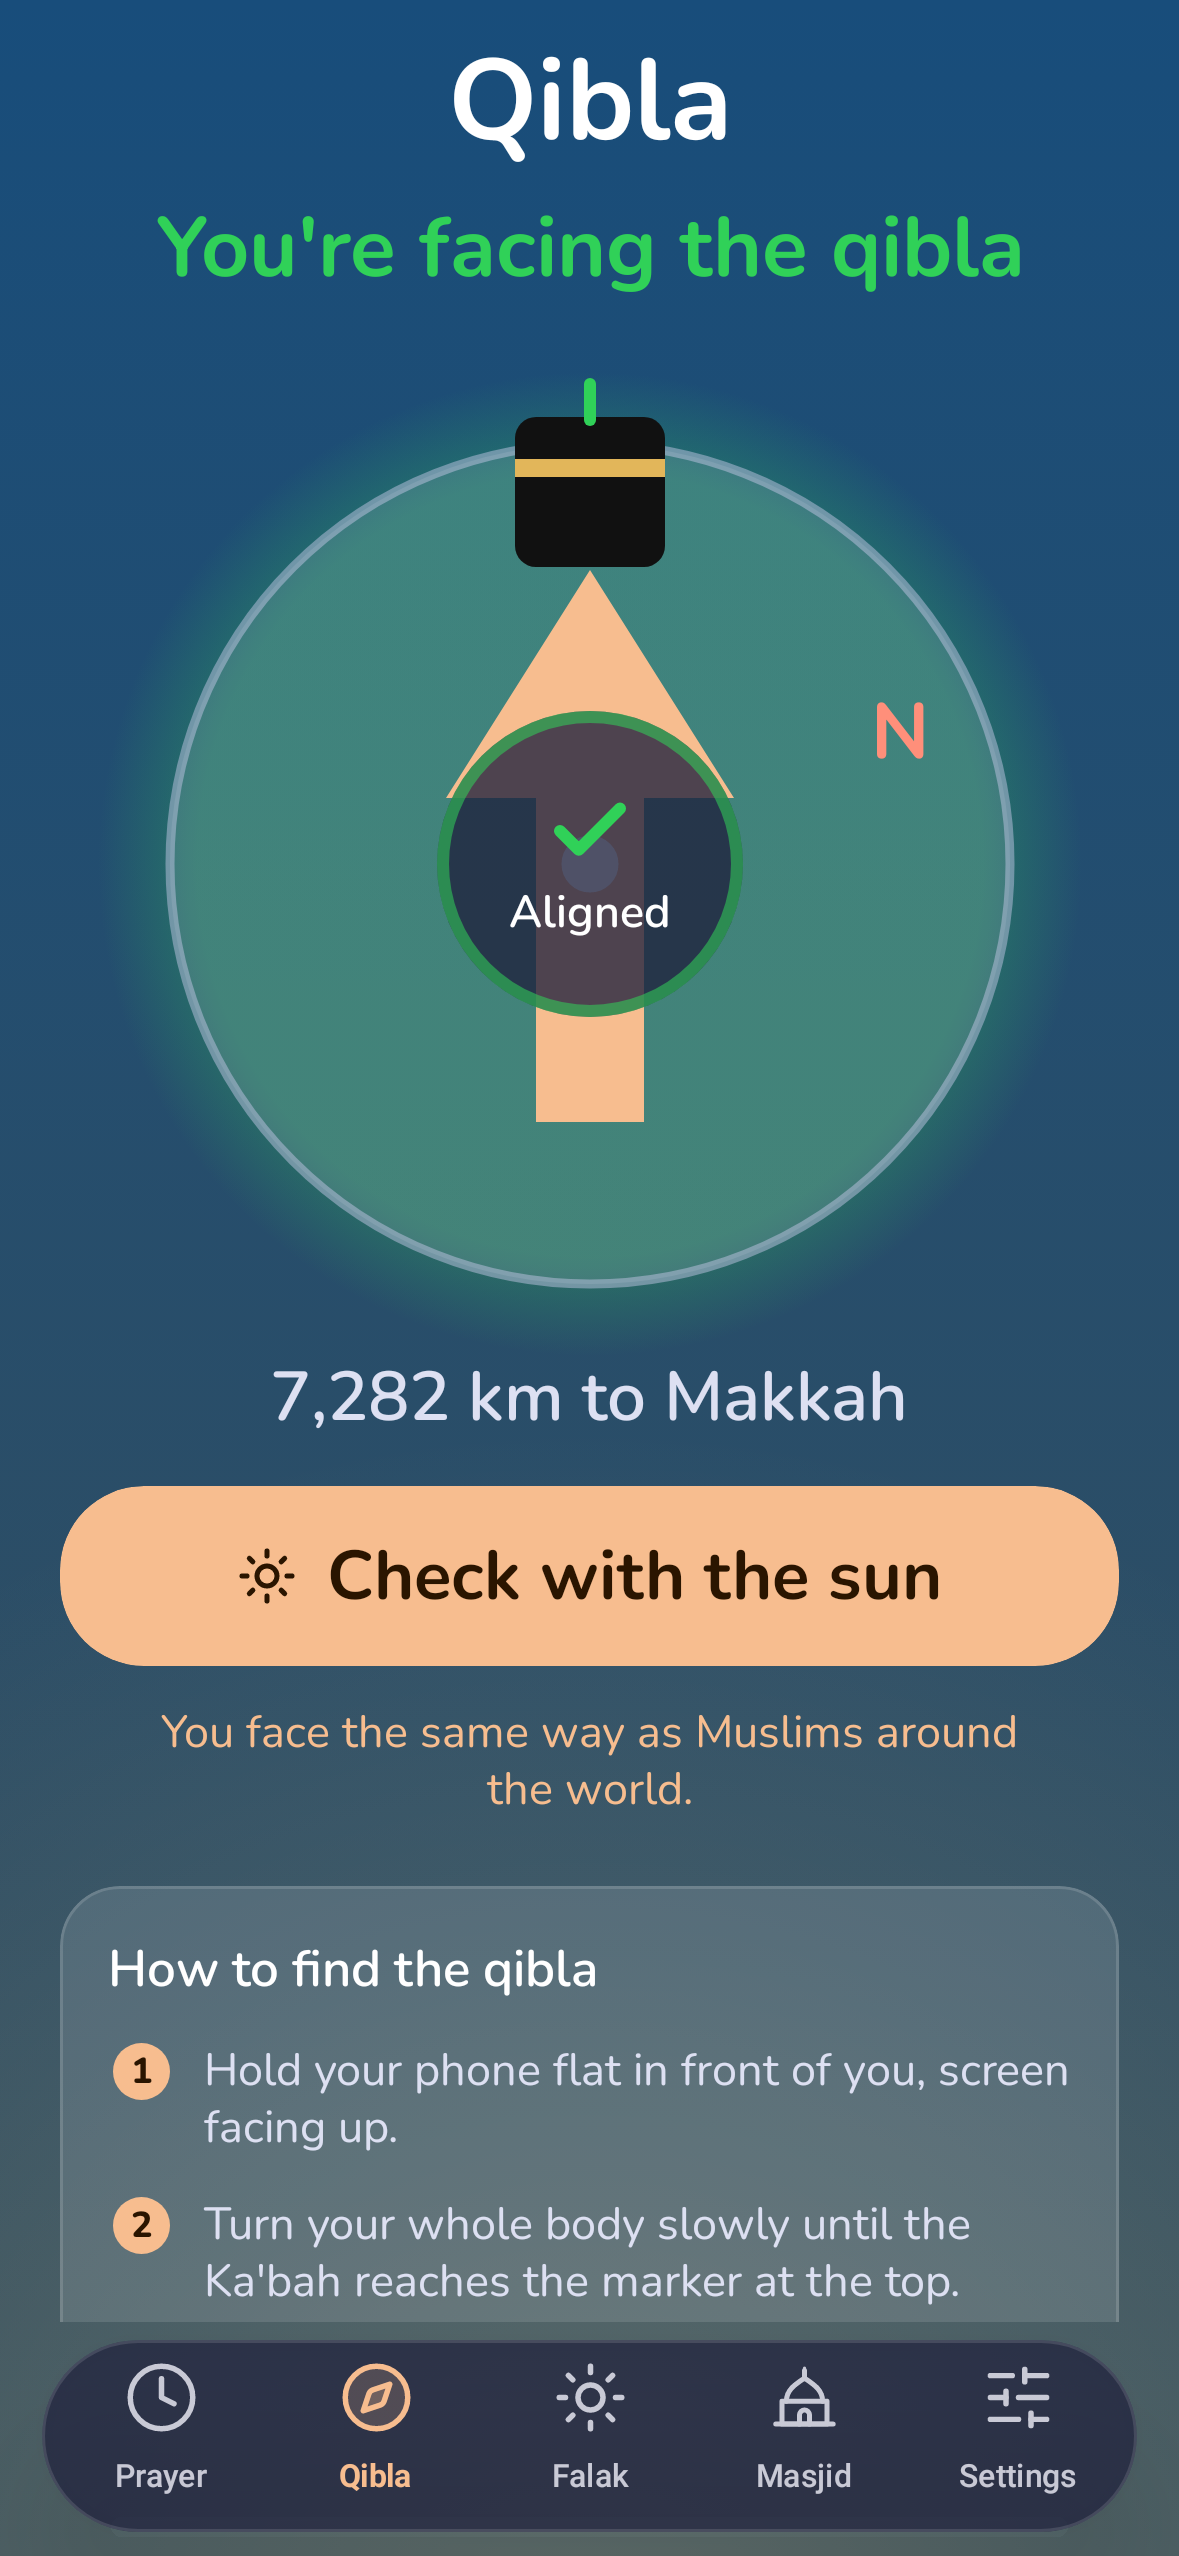 Qibla
You're facing the qibla
N
Aligned
7,282 km to Makkah
Check with the sun
You face the same way as Muslims around
the world.
How to find the qibla
1 Hold your phone flat in front of you, screen
facing up.
2 Turn your whole body slowly until the
Ka'bah reaches the marker at the top.
Prayer Qibla Falak Masjid Settings